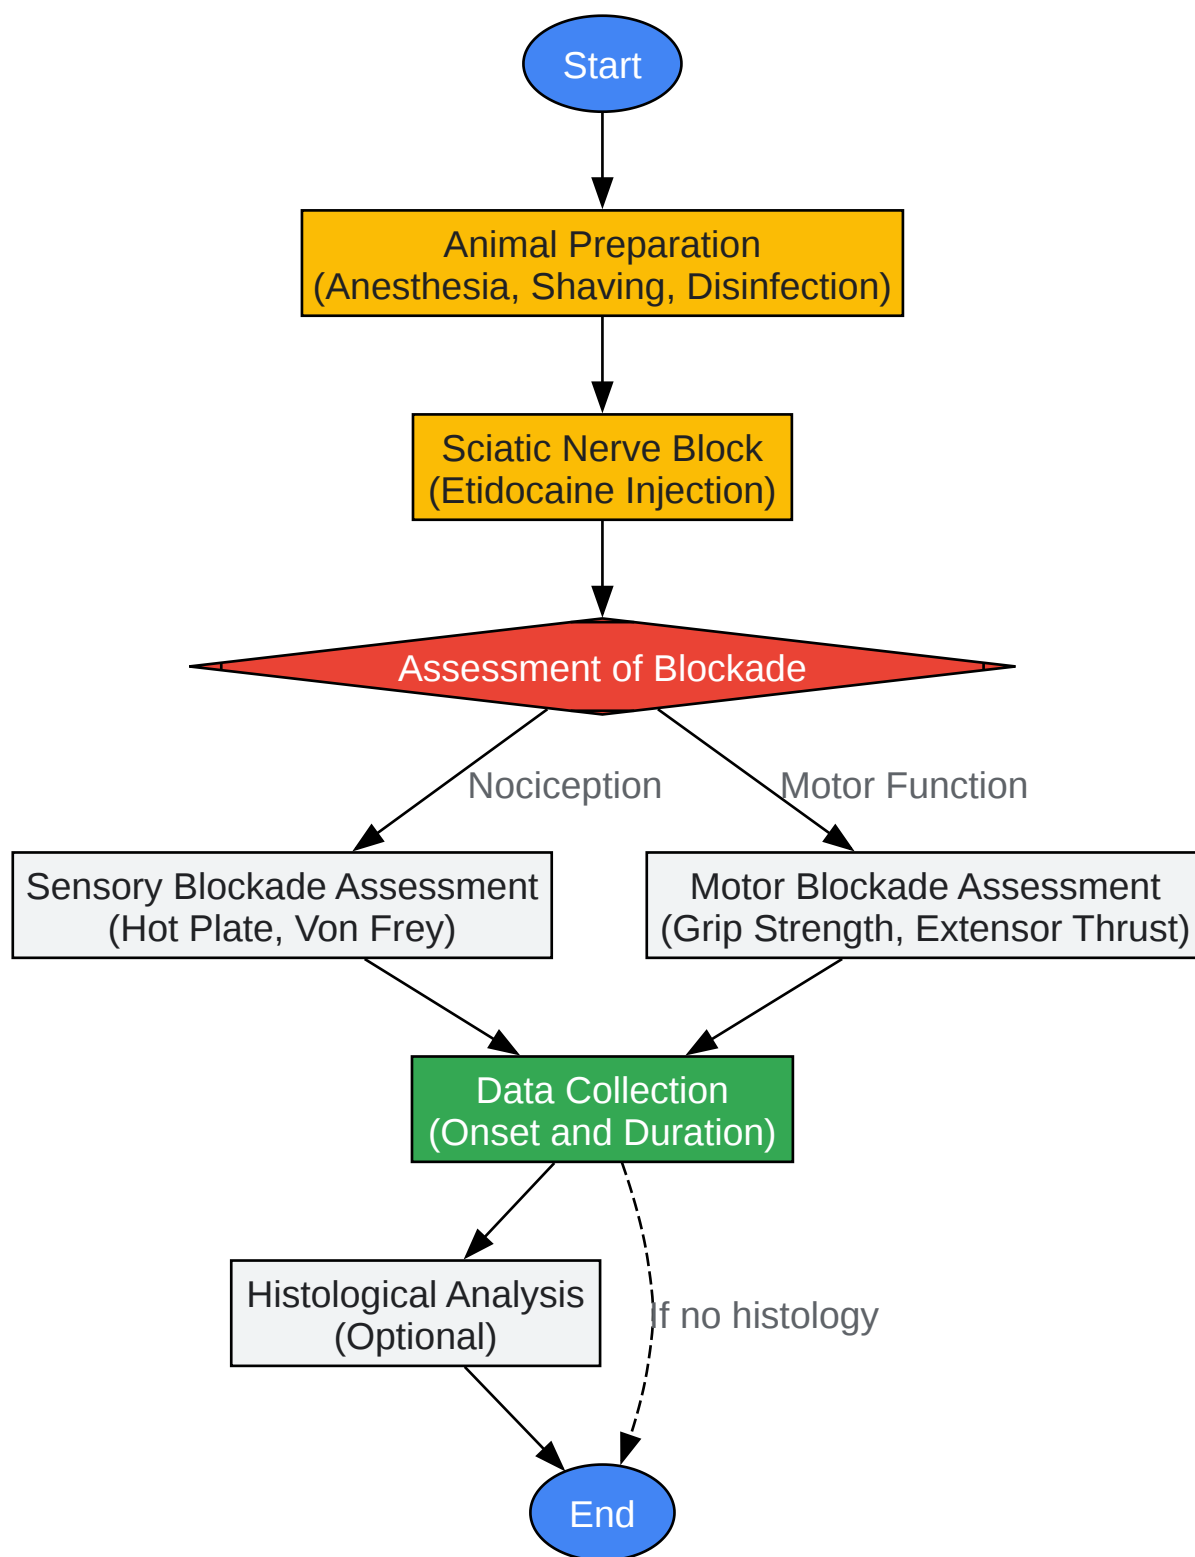 Start
Animal Preparation
(Anesthesia, Shaving, Disinfection)
Sciatic Nerve Block
(Etidocaine Injection)
Assessment of Blockade
Nociception
Motor Function
Sensory Blockade Assessment
(Hot Plate, Von Frey)
Motor Blockade Assessment
(Grip Strength, Extensor Thrust)
Data Collection
(Onset and Duration)
Histological Analysis
(Optional)
If no histology
End